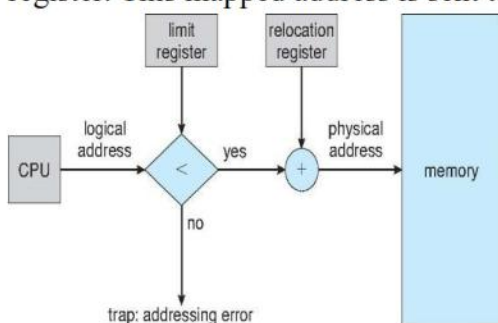 register. This mapped address is sent t
limit
register
relocation
register
logical
address
physical
address
CPU
<
yes
+
memory
no
trap: addressing error